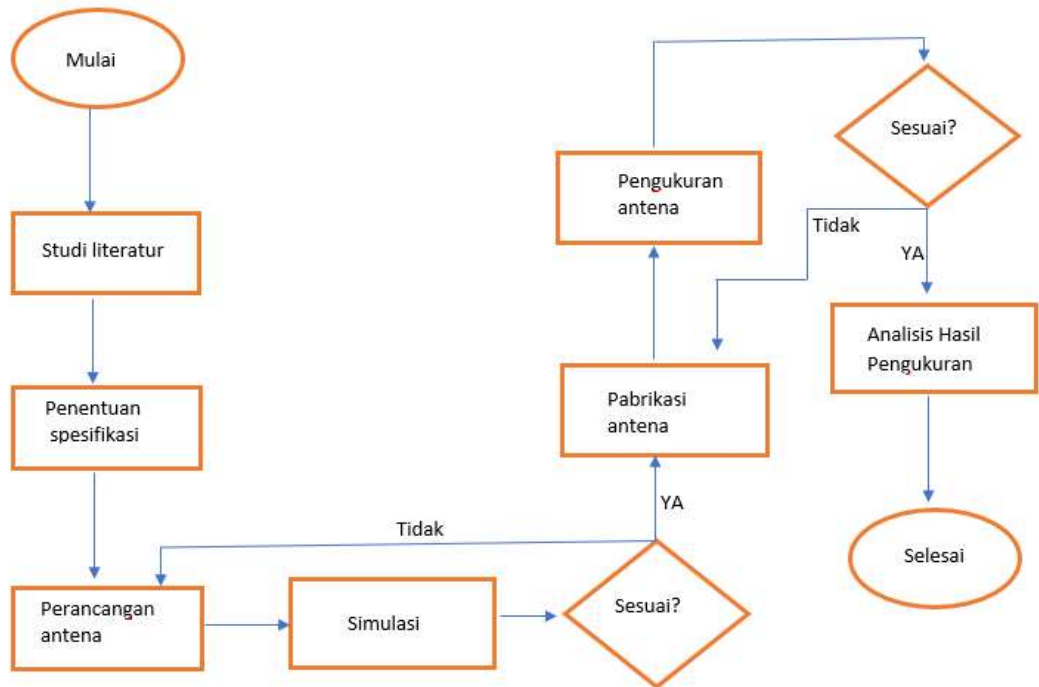 Mulai
Studi literatur
Penentuan
spesifikasi
Perancangan
antena
Simulasi
Sesuai?
Tidak
YA
Pabrikasi
antena
Pengukuran
antena
Sesuai?
Tidak
YA
Analisis Hasil
Pengukuran
Selesai